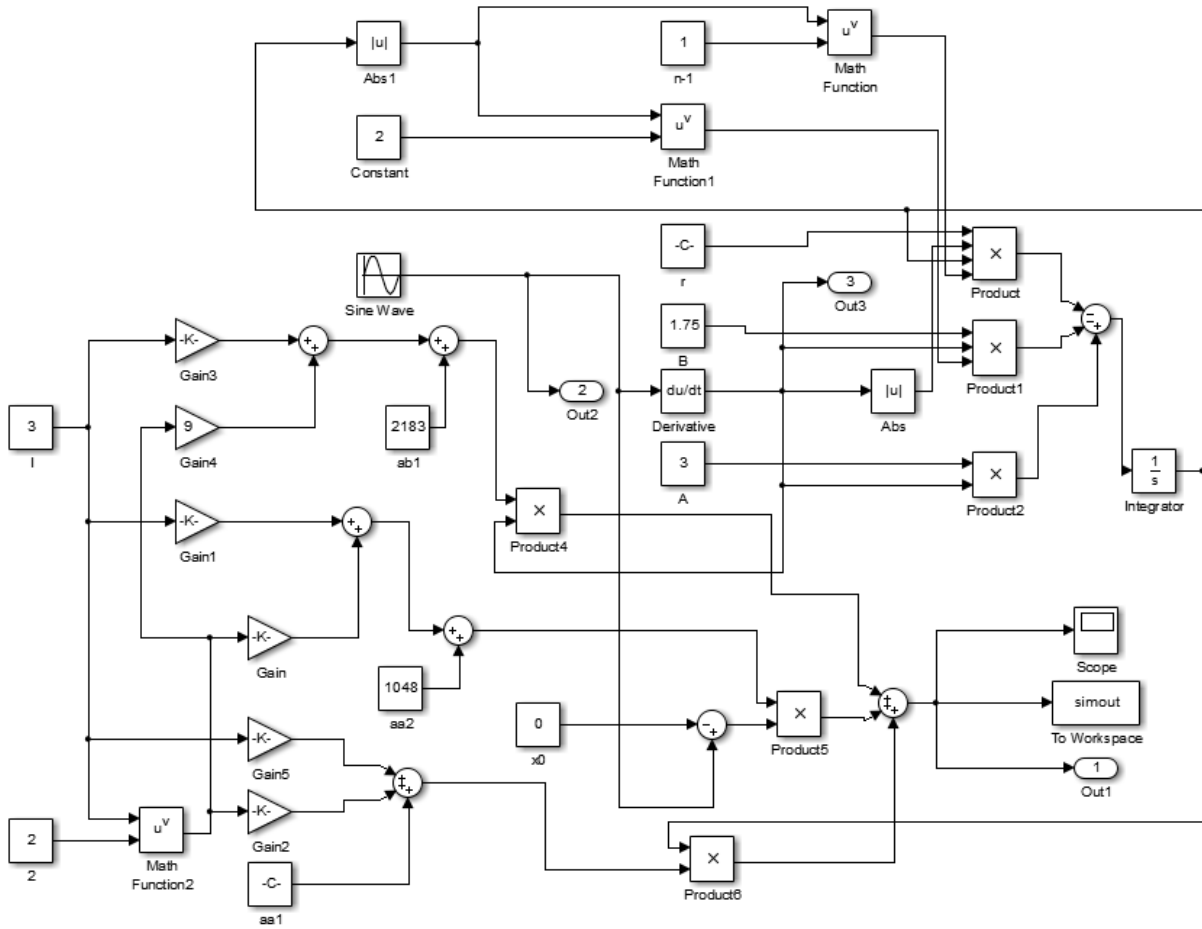 |u|
Abs1
1
n-1
u^v
Math
Function
2
Constant
u^v
Math
Function1
Sine Wave
-C-
r
×
Product
3
Out3
1.75
B
×
Product1
-K-
Gain3
2183
ab1
2
Out2
du/dt
Derivative
|u|
Abs
3
I
9
Gain4
3
A
×
Product2
1
s
Integrator
-K-
Gain1
×
Product4
-K-
Gain
1048
aa2
Scope
0
x0
×
Product5
simout
To Workspace
-K-
Gain5
1
Out1
-K-
Gain2
2
2
u^v
Math
Function2
-C-
aa1
×
Product6